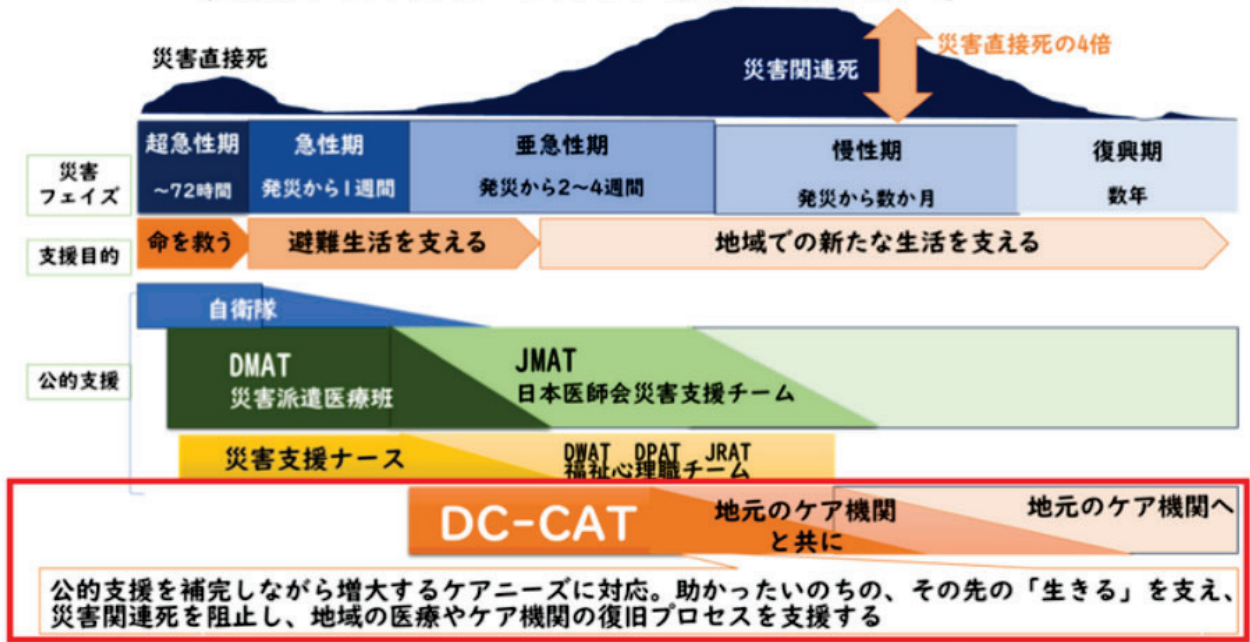 災害直接死
災害関連死
災害直接死の4倍
災害
フェイズ
超急性期
～72時間
急性期
発災から1週間
亜急性期
発災から2～4週間
慢性期
発災から数か月
復興期
数年
支援目的
命を救う
避難生活を支える
地域での新たな生活を支える
公的支援
自衛隊
DMAT
災害派遣医療班
JMAT
日本医師会災害支援チーム
災害支援ナース
DWAT DPAT JRAT
福祉心理職チーム
DC-CAT
地元のケア機関
と共に
地元のケア機関へ
公的支援を補完しながら増大するケアニーズに対応。助かったいのちの、その先の「生きる」を支え、
災害関連死を阻止し、地域の医療やケア機関の復旧プロセスを支援する